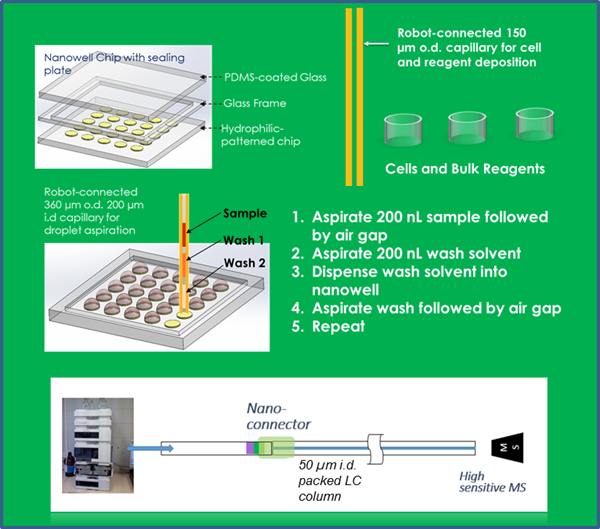 Nanowell Chip with sealing
plate
PDMS-coated Glass
Glass Frame
Hydrophilic-
patterned chip
Robot-connected 150
µm o.d. capillary for cell
and reagent deposition
Cells and Bulk Reagents
Robot-connected
360 µm o.d. 200 µm
i.d capillary for
droplet aspiration
Sample
Wash 1
Wash 2
1. Aspirate 200 nL sample followed
by air gap
2. Aspirate 200 nL wash solvent
3. Dispense wash solvent into
nanowell
4. Aspirate wash followed by air gap
5. Repeat
Nano-
connector
50 µm i.d.
packed LC
column
MS
High
sensitive MS